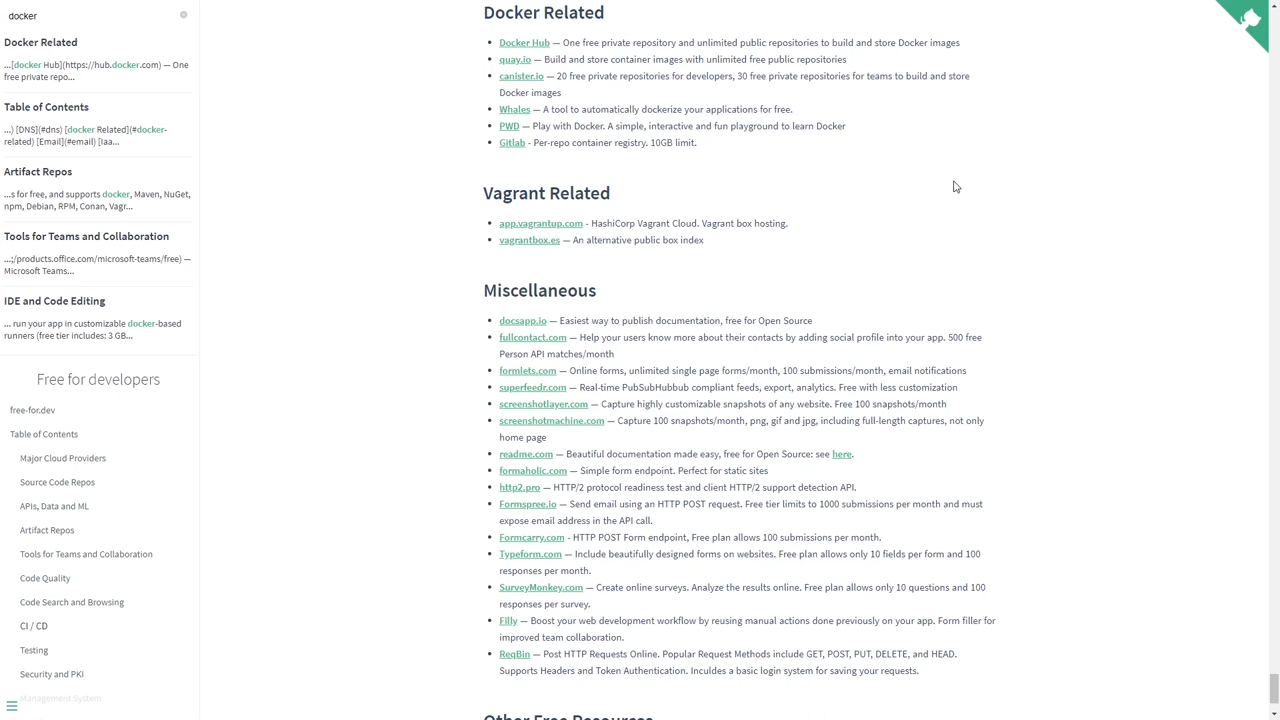 docker
Docker Related
...[docker Hub](https://hub.docker.com) — One
free private repo...
Table of Contents
...) [DNS](#dns) [docker Related](#docker-
related) [Email](#email) [Iaa...
Artifact Repos
...s for free, and supports docker, Maven, NuGet,
npm, Debian, RPM, Conan, Vagr...
Tools for Teams and Collaboration
...;/products.office.com/microsoft-teams/free) —
Microsoft Teams...
IDE and Code Editing
... run your app in customizable docker-based
runners (free tier includes: 3 GB...
Free for developers
free-for.dev
Table of Contents
Major Cloud Providers
Source Code Repos
APIs, Data and ML
Artifact Repos
Tools for Teams and Collaboration
Code Quality
Code Search and Browsing
CI / CD
Testing
Security and PKI
Management System
Docker Related
Docker Hub — One free private repository and unlimited public repositories to build and store Docker images
quay.io — Build and store container images with unlimited free public repositories
canister.io — 20 free private repositories for developers, 30 free private repositories for teams to build and store
Docker images
Whales — A tool to automatically dockerize your applications for free.
PWD — Play with Docker. A simple, interactive and fun playground to learn Docker
Gitlab - Per-repo container registry. 10GB limit.
Vagrant Related
app.vagrantup.com - HashiCorp Vagrant Cloud. Vagrant box hosting.
vagrantbox.es — An alternative public box index
Miscellaneous
docsapp.io — Easiest way to publish documentation, free for Open Source
fullcontact.com — Help your users know more about their contacts by adding social profile into your app. 500 free
Person API matches/month
formlets.com — Online forms, unlimited single page forms/month, 100 submissions/month, email notifications
superfeedr.com — Real-time PubSubHubbub compliant feeds, export, analytics. Free with less customization
screenshotlayer.com — Capture highly customizable snapshots of any website. Free 100 snapshots/month
screenshotmachine.com — Capture 100 snapshots/month, png, gif and jpg, including full-length captures, not only
home page
readme.com — Beautiful documentation made easy, free for Open Source: see here.
formaholic.com — Simple form endpoint. Perfect for static sites
http2.pro — HTTP/2 protocol readiness test and client HTTP/2 support detection API.
Formspree.io — Send email using an HTTP POST request. Free tier limits to 1000 submissions per month and must
expose email address in the API call.
Formcarry.com - HTTP POST Form endpoint, Free plan allows 100 submissions per month.
Typeform.com — Include beautifully designed forms on websites. Free plan allows only 10 fields per form and 100
responses per month.
SurveyMonkey.com — Create online surveys. Analyze the results online. Free plan allows only 10 questions and 100
responses per survey.
Filly — Boost your web development workflow by reusing manual actions done previously on your app. Form filler for
improved team collaboration.
ReqBin — Post HTTP Requests Online. Popular Request Methods include GET, POST, PUT, DELETE, and HEAD.
Supports Headers and Token Authentication. Inculdes a basic login system for saving your requests.
Other Free Resources